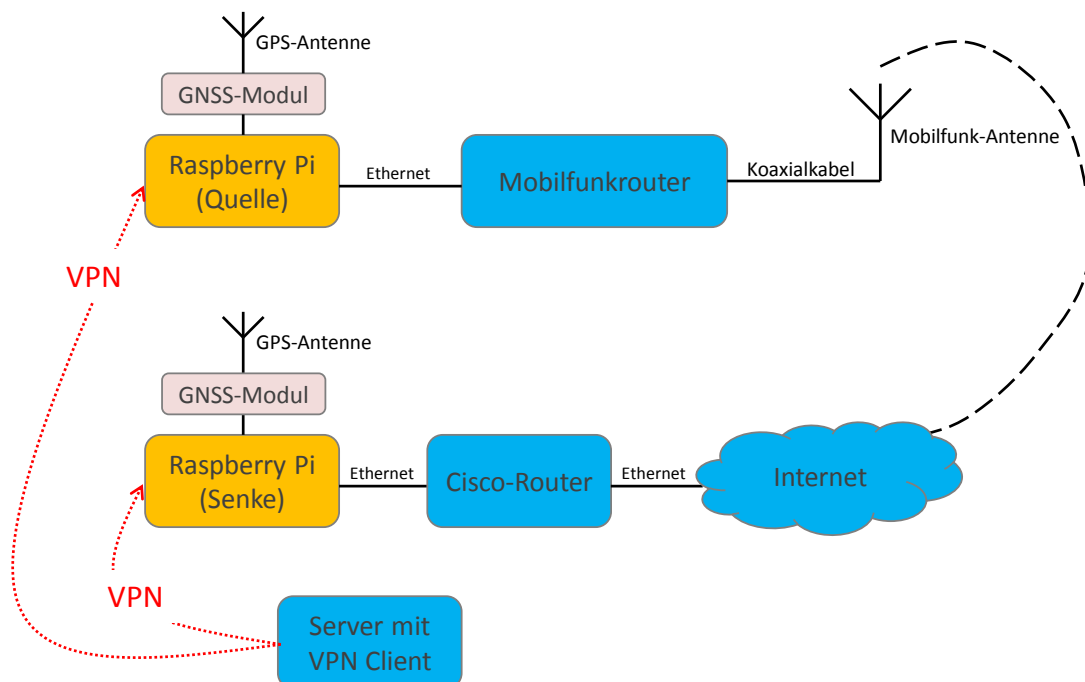 GPS-Antenne
GNSS-Modul
Raspberry Pi
(Quelle)
Ethernet
Mobilfunkrouter
Koaxialkabel
Mobilfunk-Antenne
VPN
GPS-Antenne
GNSS-Modul
Raspberry Pi
(Senke)
Ethernet
Cisco-Router
Ethernet
Internet
VPN
Server mit
VPN Client